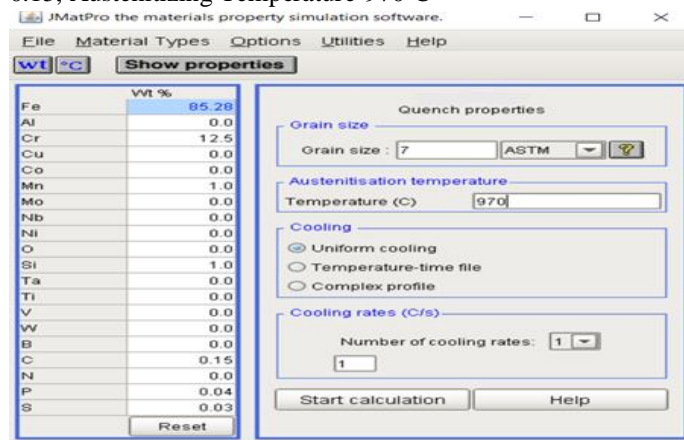 0.15, Austenitizing Temperature 970 C
JMatPro the materials property simulation software.
File Material Types Options Utilities Help
wt °C Show properties
Wt %
Fe 85.28
Al 0.0
Cr 12.5
Cu 0.0
Co 0.0
Mn 1.0
Mo 0.0
Nb 0.0
Ni 0.0
O 0.0
Si 1.0
Ta 0.0
Ti 0.0
V 0.0
W 0.0
B 0.0
C 0.15
N 0.0
P 0.04
S 0.03
Reset
Quench properties
Grain size
Grain size : 7 ASTM ?
Austenitisation temperature
Temperature (C) 970
Cooling
Uniform cooling
Temperature-time file
Complex profile
Cooling rates (C/s)
Number of cooling rates: 1
1
Start calculation Help